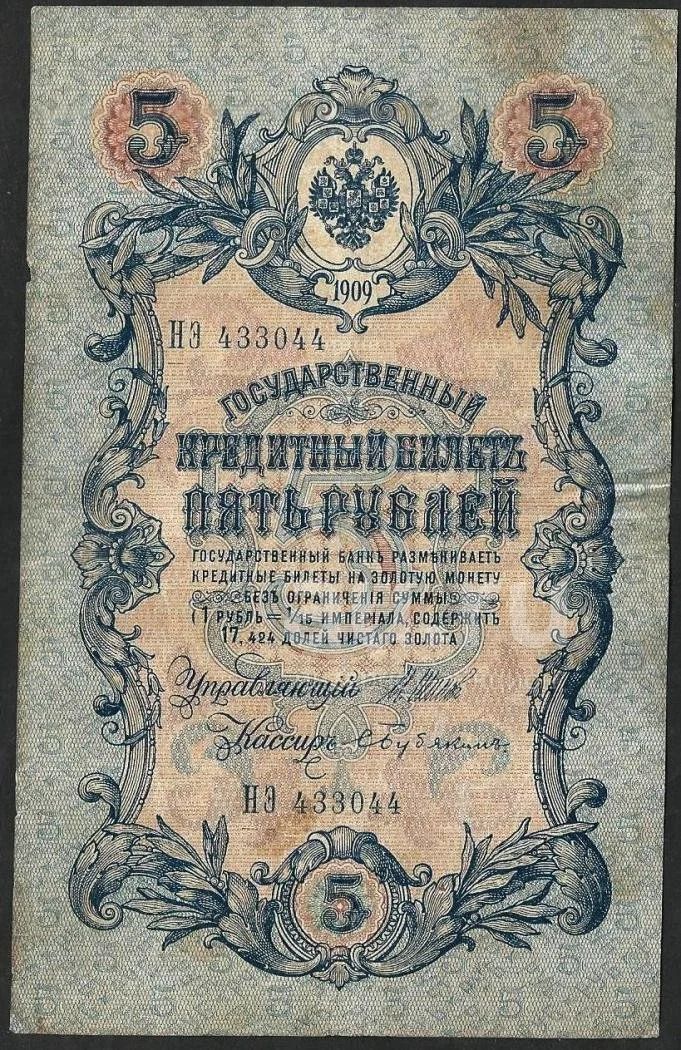 5 5
1909
НЭ 433044
ГОСУДАРСТВЕННЫЙ
КРЕДИТНЫЙ БИЛЕТЪ
ПЯТЬ РУБЛЕЙ
ГОСУДАРСТВЕННЫЙ БАНКЪ РАЗМѢНИВАЕТЪ
КРЕДИТНЫЕ БИЛЕТЫ НА ЗОЛОТУЮ МОНЕТУ
БЕЗЪ ОГРАНИЧЕНІЯ СУММЫ
(1 РУБЛЬ = 1/15 ИМПЕРІАЛА, СОДЕРЖИТЪ
17,424 ДОЛЕЙ ЧИСТАГО ЗОЛОТА
Управляющій
Кассиръ
НЭ 433044
5